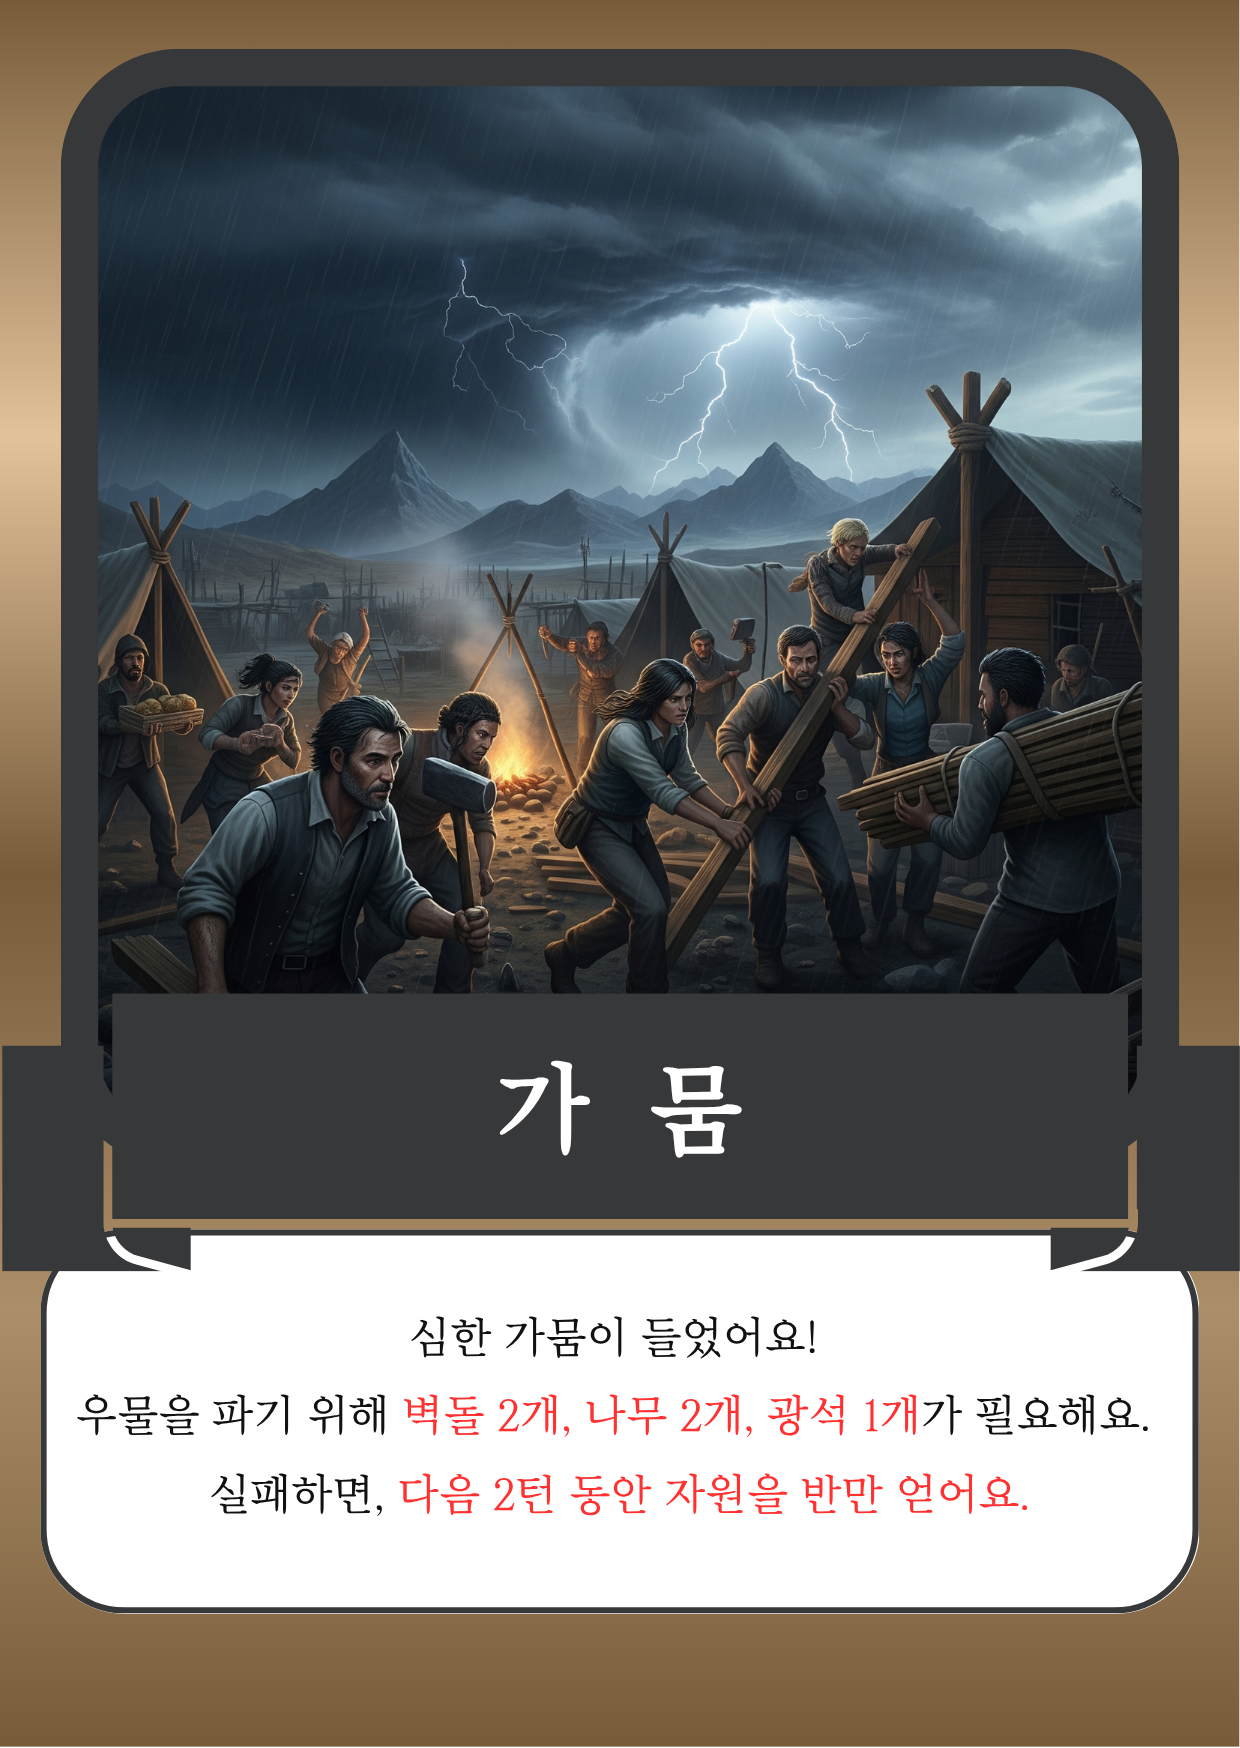 가 뭄
심한 가뭄이 들었어요!
우물을 파기 위해 벽돌 2개, 나무 2개, 광석 1개가 필요해요.
실패하면, 다음 2턴 동안 자원을 반만 얻어요.